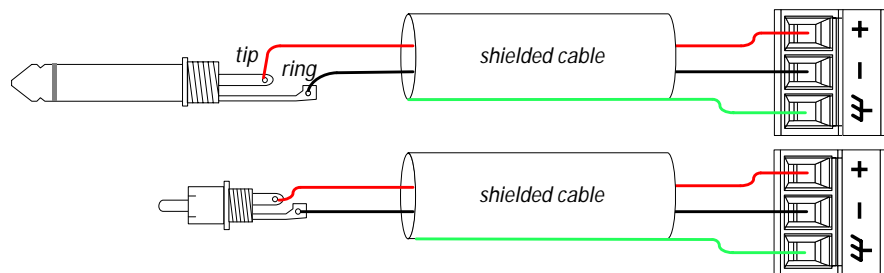 tip
ring
shielded cable
+
−
shielded cable
+
−